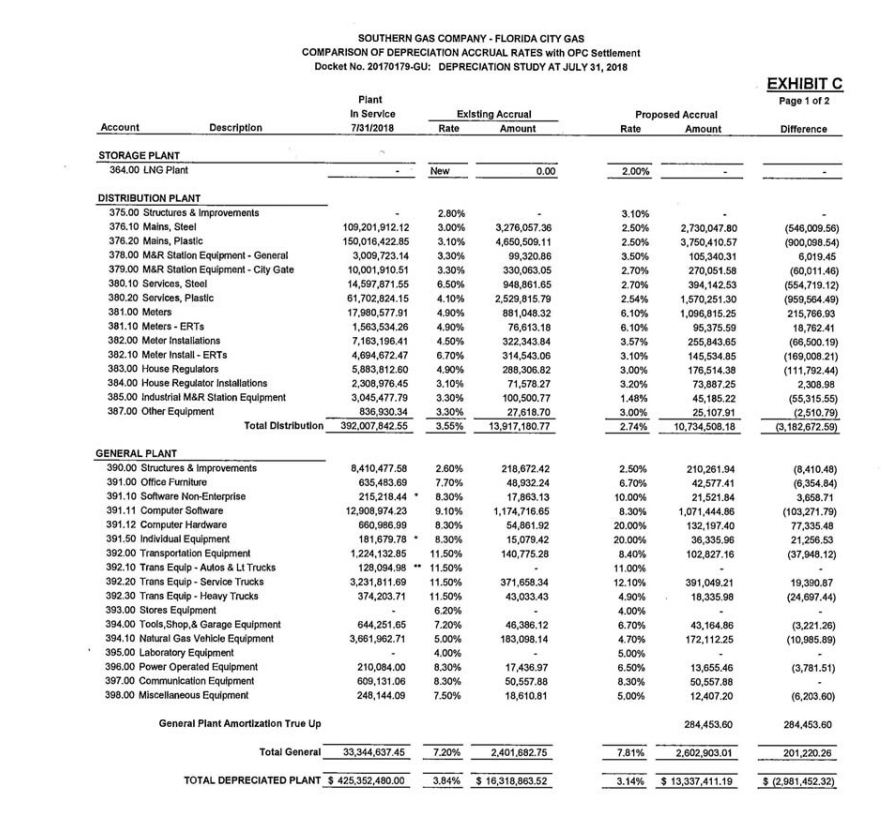 SOUTHERN GAS COMPANY - FLORIDA CITY GAS
COMPARISON OF DEPRECIATION ACCRUAL RATES with OPC Settlement
Docket No. 20170179-GU: DEPRECIATION STUDY AT JULY 31, 2018
EXHIBIT C
Page 1 of 2
Plant
In Service Existing Accrual Proposed Accrual
Account Description 7/31/2018 Rate Amount Rate Amount Difference
STORAGE PLANT
364.00 LNG Plant - New 0.00 2.00% - -
DISTRIBUTION PLANT
375.00 Structures & Improvements - 2.80% - 3.10% - -
376.10 Mains, Steel 109,201,912.12 3.00% 3,276,057.36 2.50% 2,730,047.80 (546,009.56)
376.20 Mains, Plastic 150,016,422.85 3.10% 4,650,509.11 2.50% 3,750,410.57 (900,098.54)
378.00 M&R Station Equipment - General 3,009,723.14 3.30% 99,320.86 3.50% 105,340.31 6,019.45
379.00 M&R Station Equipment - City Gate 10,001,910.51 3.30% 330,063.05 2.70% 270,051.58 (60,011.46)
380.10 Services, Steel 14,597,871.55 6.50% 948,861.65 2.70% 394,142.53 (554,719.12)
380.20 Services, Plastic 61,702,824.15 4.10% 2,529,815.79 2.54% 1,570,251.30 (959,564.49)
381.00 Meters 17,980,577.91 4.90% 881,048.32 6.10% 1,096,815.25 215,766.93
381.10 Meters - ERTs 1,563,534.26 4.90% 76,613.18 6.10% 95,375.59 18,762.41
382.00 Meter Installations 7,163,196.41 4.50% 322,343.84 3.57% 255,843.65 (66,500.19)
382.10 Meter Install - ERTs 4,694,672.47 6.70% 314,543.06 3.10% 145,534.85 (169,008.21)
383.00 House Regulators 5,883,812.60 4.90% 288,306.82 3.00% 176,514.38 (111,792.44)
384.00 House Regulator Installations 2,308,976.45 3.10% 71,578.27 3.20% 73,887.25 2,308.98
385.00 Industrial M&R Station Equipment 3,045,477.79 3.30% 100,500.77 1.48% 45,185.22 (55,315.55)
387.00 Other Equipment 836,930.34 3.30% 27,618.70 3.00% 25,107.91 (2,510.79)
Total Distribution 392,007,842.55 3.55% 13,917,180.77 2.74% 10,734,508.18 (3,182,672.59)
GENERAL PLANT
390.00 Structures & Improvements 8,410,477.58 2.60% 218,672.42 2.50% 210,261.94 (8,410.48)
391.00 Office Furniture 635,483.69 7.70% 48,932.24 6.70% 42,577.41 (6,354.84)
391.10 Software Non-Enterprise 215,218.44 * 8.30% 17,863.13 10.00% 21,521.84 3,658.71
391.11 Computer Software 12,908,974.23 9.10% 1,174,716.65 8.30% 1,071,444.86 (103,271.79)
391.12 Computer Hardware 660,986.99 8.30% 54,861.92 20.00% 132,197.40 77,335.48
391.50 Individual Equipment 181,679.78 * 8.30% 15,079.42 20.00% 36,335.96 21,256.53
392.00 Transportation Equipment 1,224,132.85 11.50% 140,775.28 8.40% 102,827.16 (37,948.12)
392.10 Trans Equip - Autos & Lt Trucks 128,094.98 ** 11.50% - 11.00% - -
392.20 Trans Equip - Service Trucks 3,231,811.69 11.50% 371,658.34 12.10% 391,049.21 19,390.87
392.30 Trans Equip - Heavy Trucks 374,203.71 11.50% 43,033.43 4.90% 18,335.98 (24,697.44)
393.00 Stores Equipment - 6.20% - 4.00% - -
394.00 Tools,Shop,& Garage Equipment 644,251.65 7.20% 46,386.12 6.70% 43,164.86 (3,221.26)
394.10 Natural Gas Vehicle Equipment 3,661,962.71 5.00% 183,098.14 4.70% 172,112.25 (10,985.89)
395.00 Laboratory Equipment - 4.00% - 5.00% - -
396.00 Power Operated Equipment 210,084.00 8.30% 17,436.97 6.50% 13,655.46 (3,781.51)
397.00 Communication Equipment 609,131.06 8.30% 50,557.88 8.30% 50,557.88 -
398.00 Miscellaneous Equipment 248,144.09 7.50% 18,610.81 5.00% 12,407.20 (6,203.60)
General Plant Amortization True Up 284,453.60 284,453.60
Total General 33,344,637.45 7.20% 2,401,682.75 7.81% 2,602,903.01 201,220.26
TOTAL DEPRECIATED PLANT $ 425,352,480.00 3.84% $ 16,318,863.52 3.14% $ 13,337,411.19 $ (2,981,452.32)